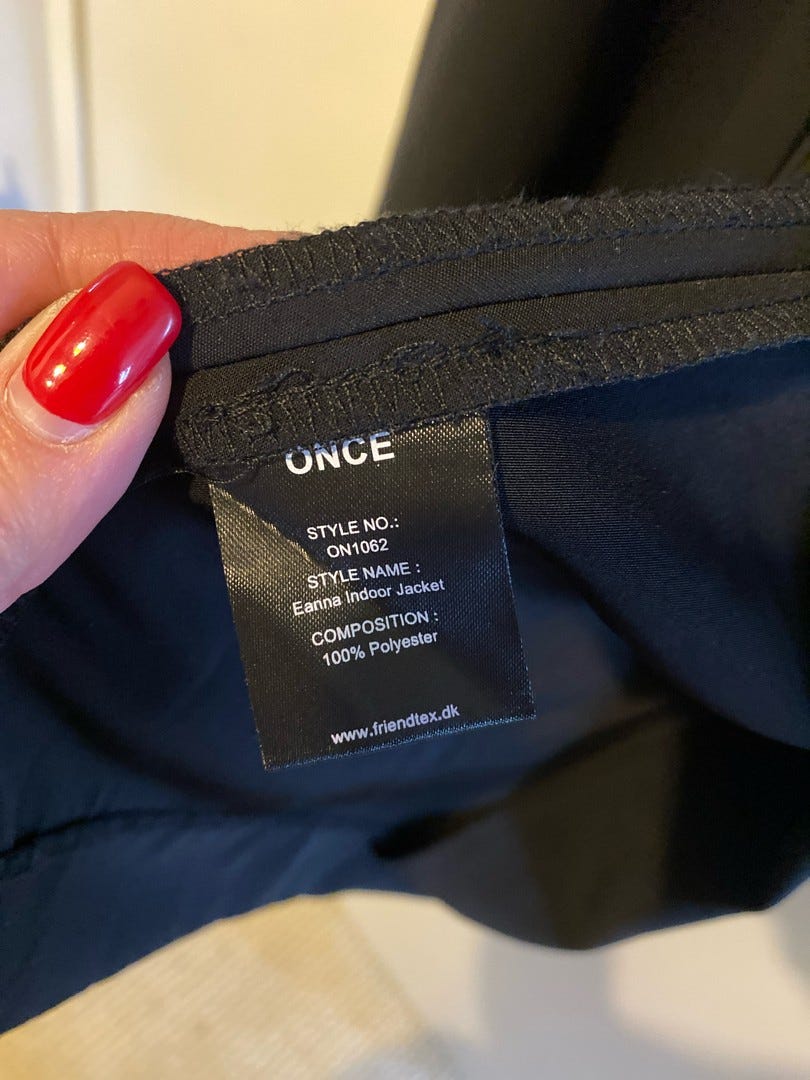 ONCE
STYLE NO.:
ON1062
STYLE NAME :
Eanna Indoor Jacket
COMPOSITION :
100% Polyester
www.friendtex.dk